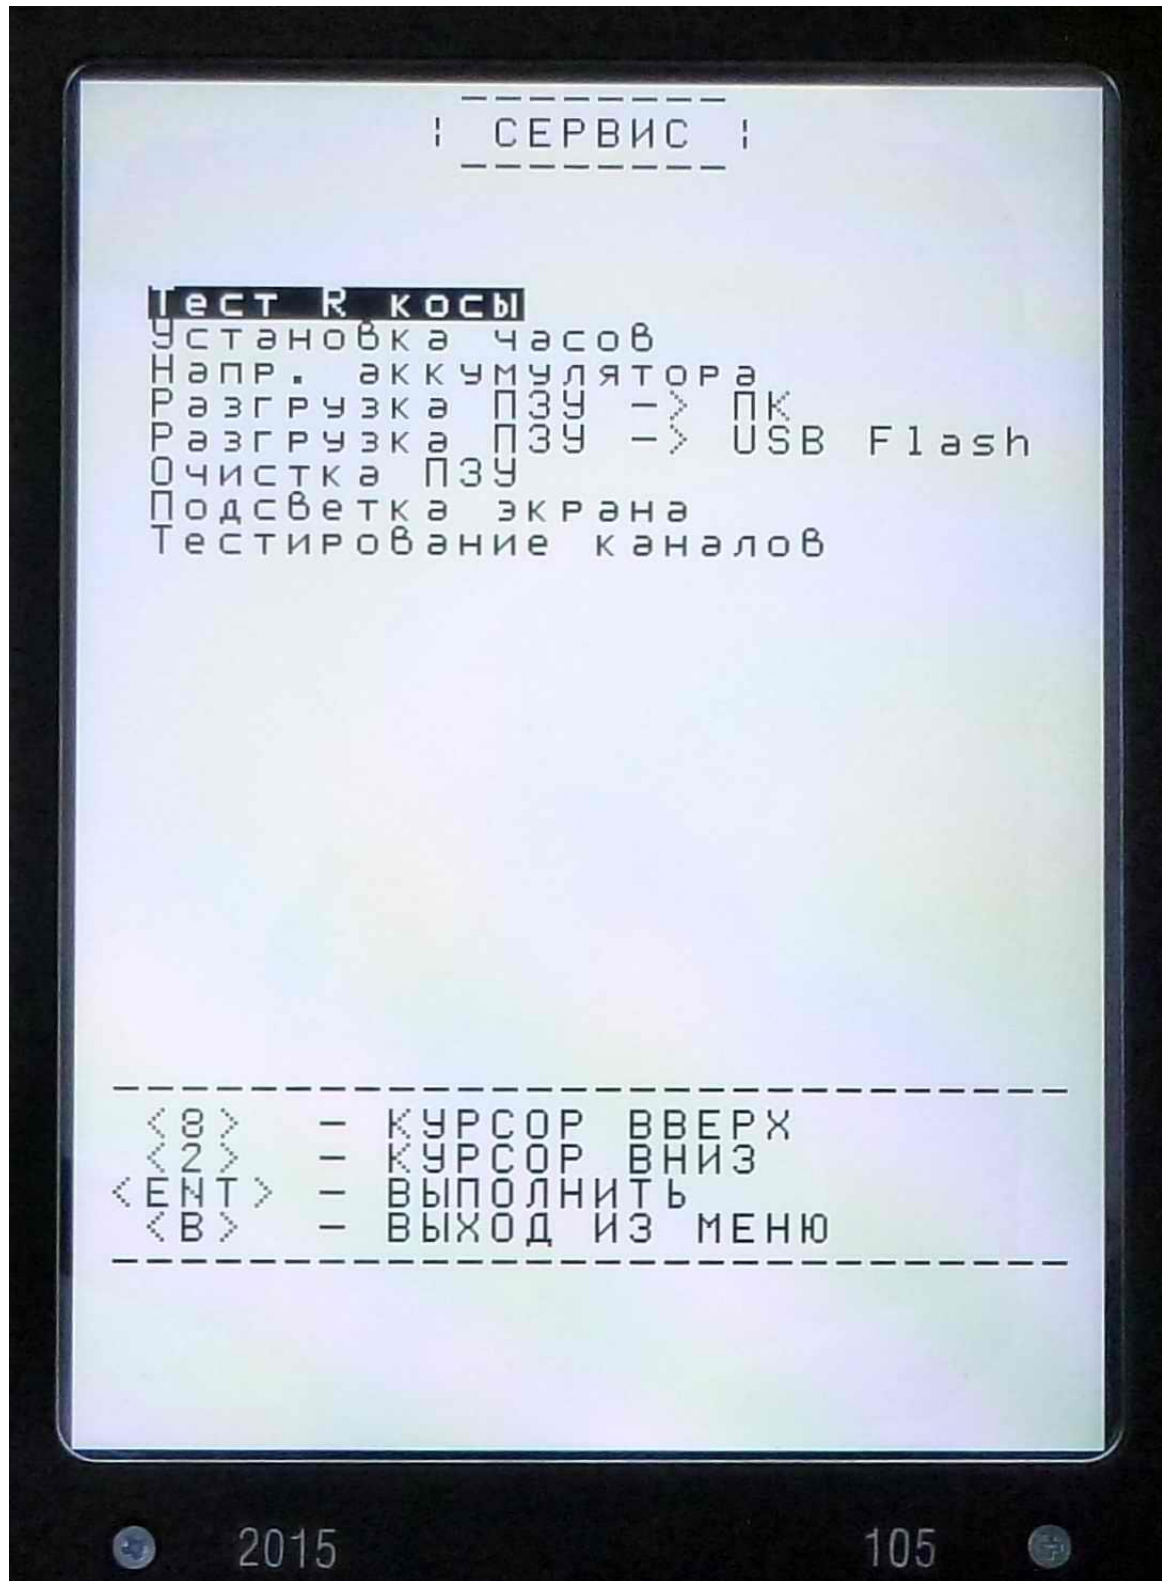 --------
¦ СЕРВИС ¦
--------
Тест R косы
Установка часов
Напр. аккумулятора
Разгрузка ПЗУ —> ПК
Разгрузка ПЗУ —> USB Flash
Очистка ПЗУ
Подсветка экрана
Тестирование каналов
<8> — КУРСОР ВВЕРХ
<2> — КУРСОР ВНИЗ
<ENT> — ВЫПОЛНИТЬ
<B> — ВЫХОД ИЗ МЕНЮ
2015 105